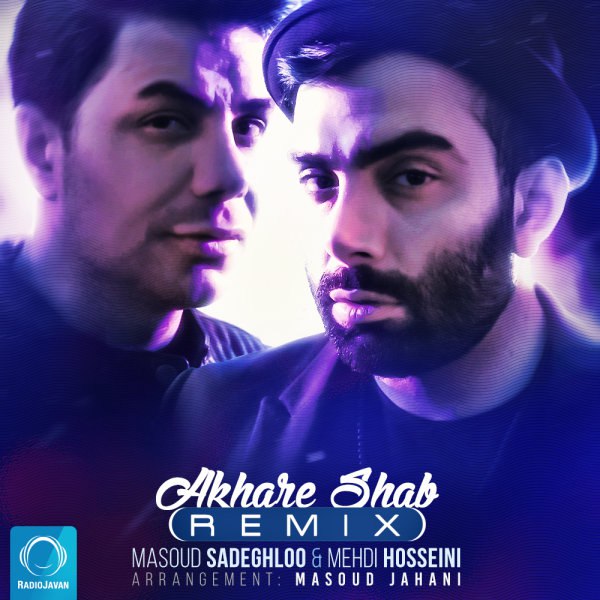 Akhare Shab
REMIX
MASOUD SADEGHLOO & MEHDI HOSSEINI
ARRANGEMENT: MASOUD JAHANI
RADIOJAVAN